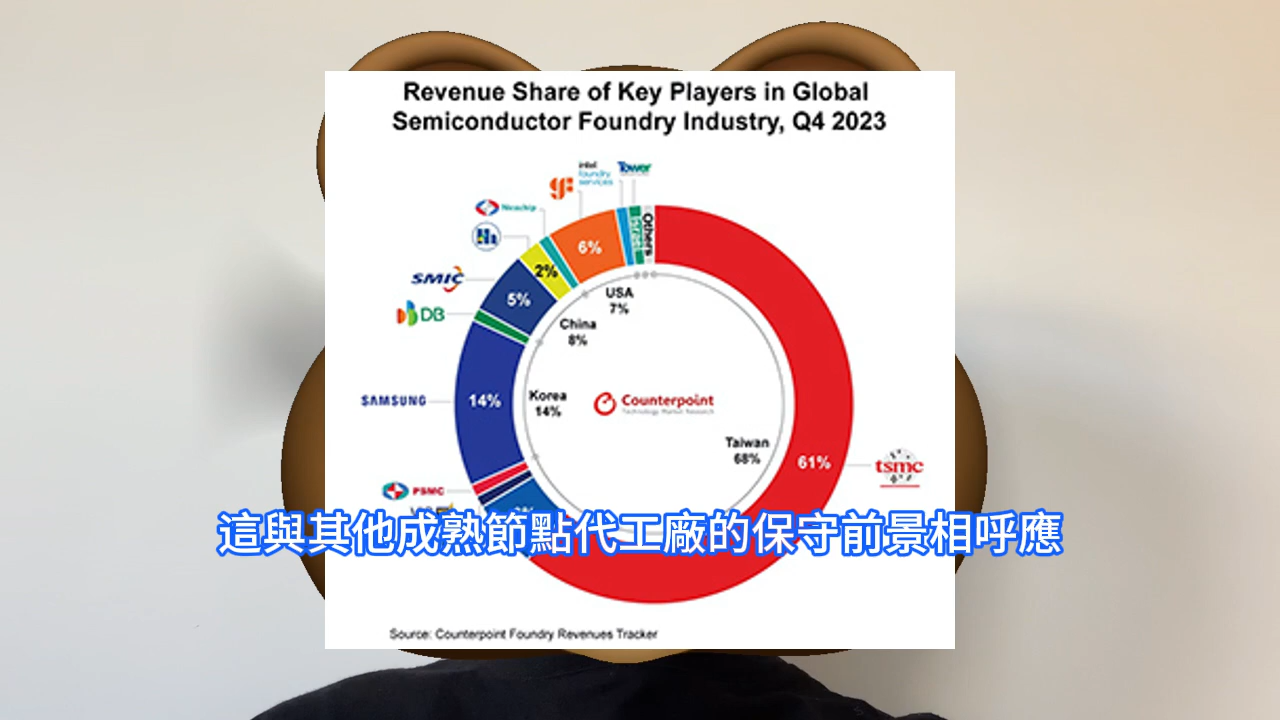 Revenue Share of Key Players in Global
Semiconductor Foundry Industry, Q4 2023
intel
foundry
services
Tower
gf
Nexchip
6%
Others
2%
SMIC
5%
USA
7%
DB
China
8%
SAMSUNG
14%
Korea
14%
Counterpoint
Technology Market Research
Taiwan
68%
61%
tsmc
PSMC
這與其他成熟節點代工廠的保守前景相呼應
Source: Counterpoint Foundry Revenues Tracker